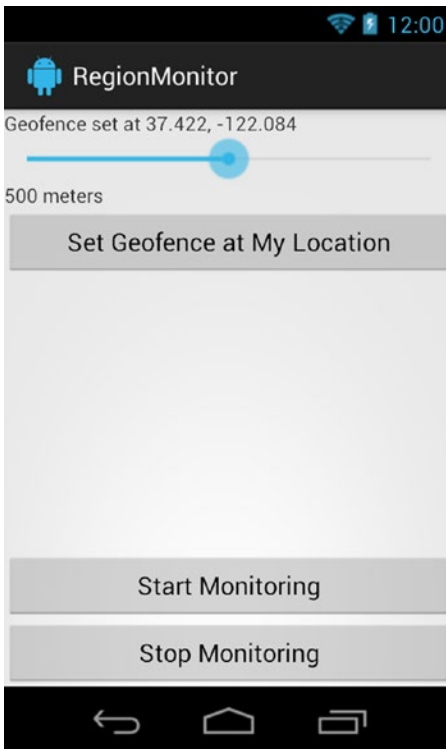 12:00
RegionMonitor
Geofence set at 37.422, -122.084
500 meters
Set Geofence at My Location
Start Monitoring
Stop Monitoring